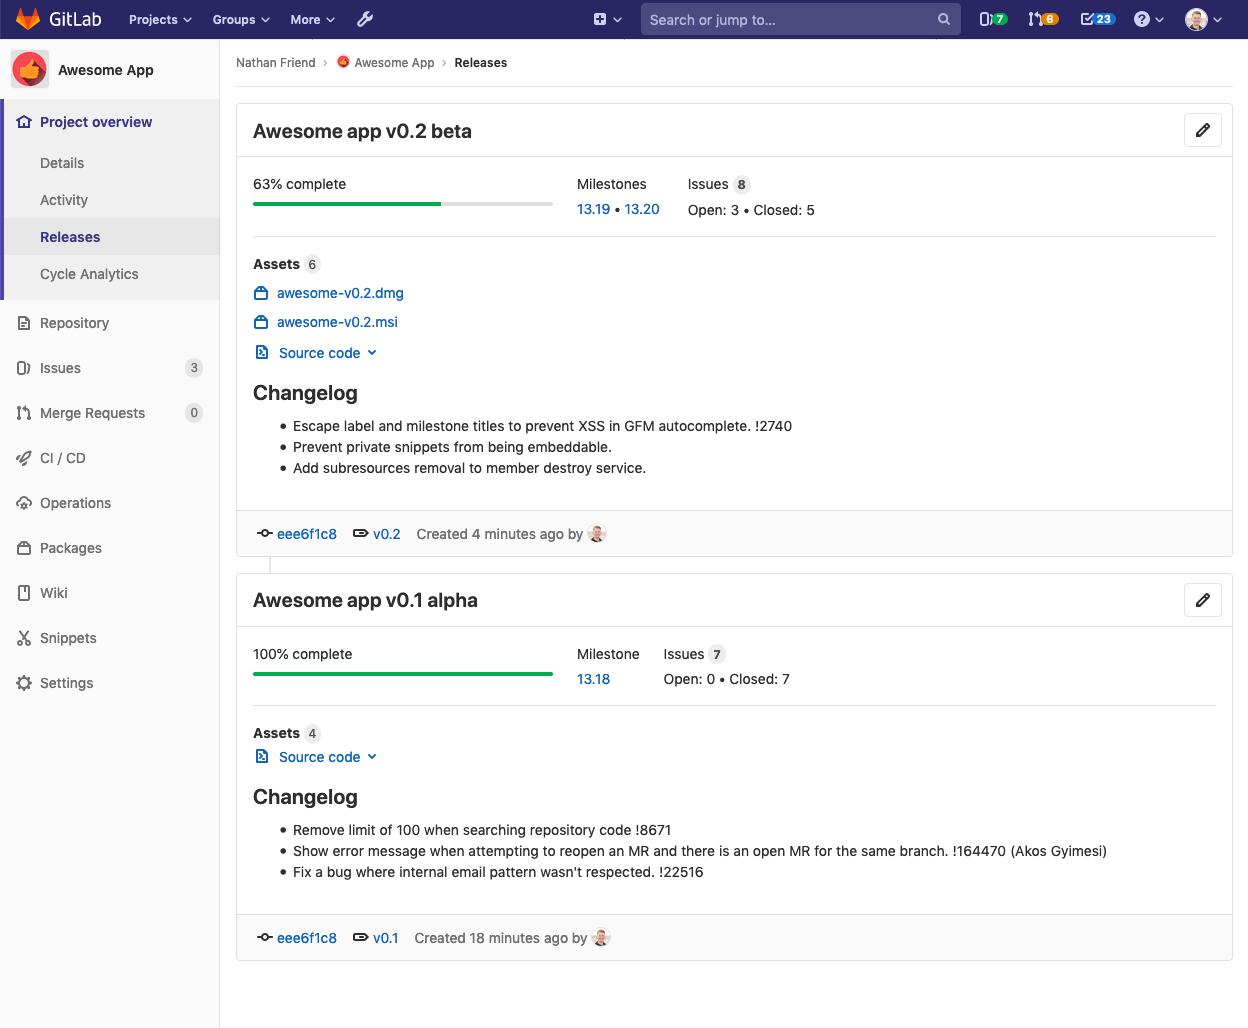 GitLab Projects Groups More Search or jump to... 7 6 23
Awesome App
Project overview
Details
Activity
Releases
Cycle Analytics
Repository
Issues 3
Merge Requests 0
CI / CD
Operations
Packages
Wiki
Snippets
Settings
Nathan Friend › Awesome App › Releases
Awesome app v0.2 beta
63% complete
Milestones
13.19 • 13.20
Issues 8
Open: 3 • Closed: 5
Assets 6
awesome-v0.2.dmg
awesome-v0.2.msi
Source code
Changelog
• Escape label and milestone titles to prevent XSS in GFM autocomplete. !2740
• Prevent private snippets from being embeddable.
• Add subresources removal to member destroy service.
eee6f1c8 v0.2 Created 4 minutes ago by
Awesome app v0.1 alpha
100% complete
Milestone
13.18
Issues 7
Open: 0 • Closed: 7
Assets 4
Source code
Changelog
• Remove limit of 100 when searching repository code !8671
• Show error message when attempting to reopen an MR and there is an open MR for the same branch. !164470 (Akos Gyimesi)
• Fix a bug where internal email pattern wasn't respected. !22516
eee6f1c8 v0.1 Created 18 minutes ago by